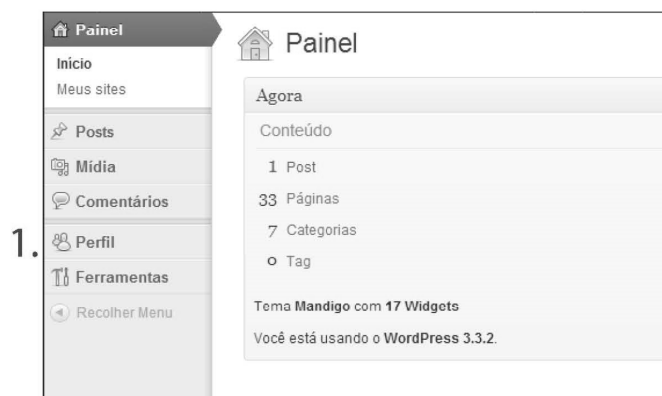 Painel
Início
Meus sites
Posts
Mídia
Comentários
1.
Perfil
Ferramentas
Recolher Menu
Painel
Agora
Conteúdo
1 Post
33 Páginas
7 Categorias
0 Tag
Tema Mandigo com 17 Widgets
Você está usando o WordPress 3.3.2.